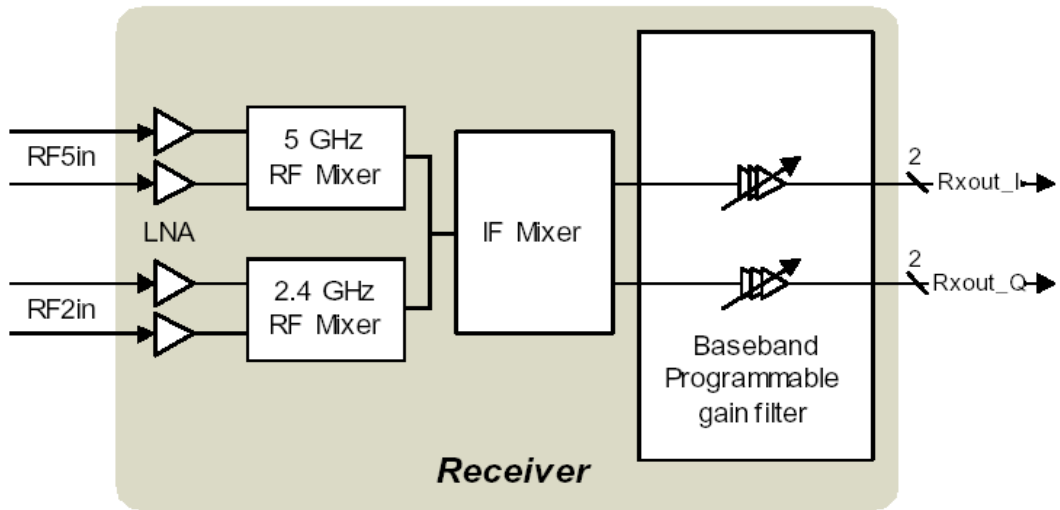 RF5in
LNA
RF2in
5 GHz
RF Mixer
2.4 GHz
RF Mixer
IF Mixer
Baseband
Programmable
gain filter
2
Rxout_I
2
Rxout_Q
Receiver